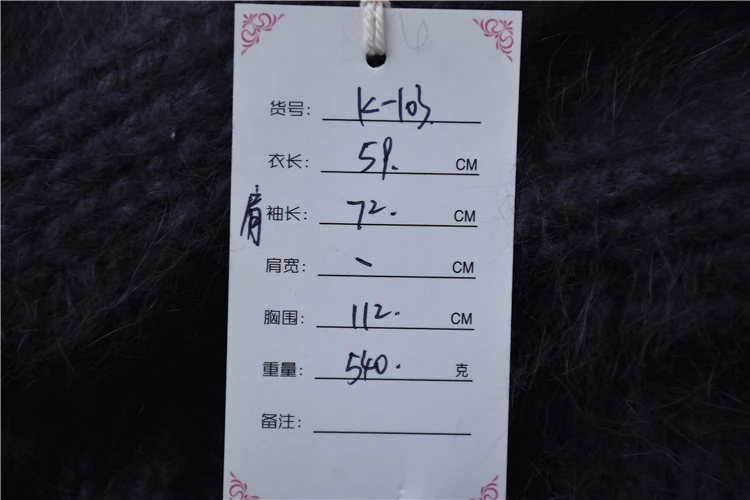 货号: K-103.
衣长: 59. CM
肩 袖长: 72. CM
肩宽: - CM
胸围: 112. CM
重量: 540. 克
备注: